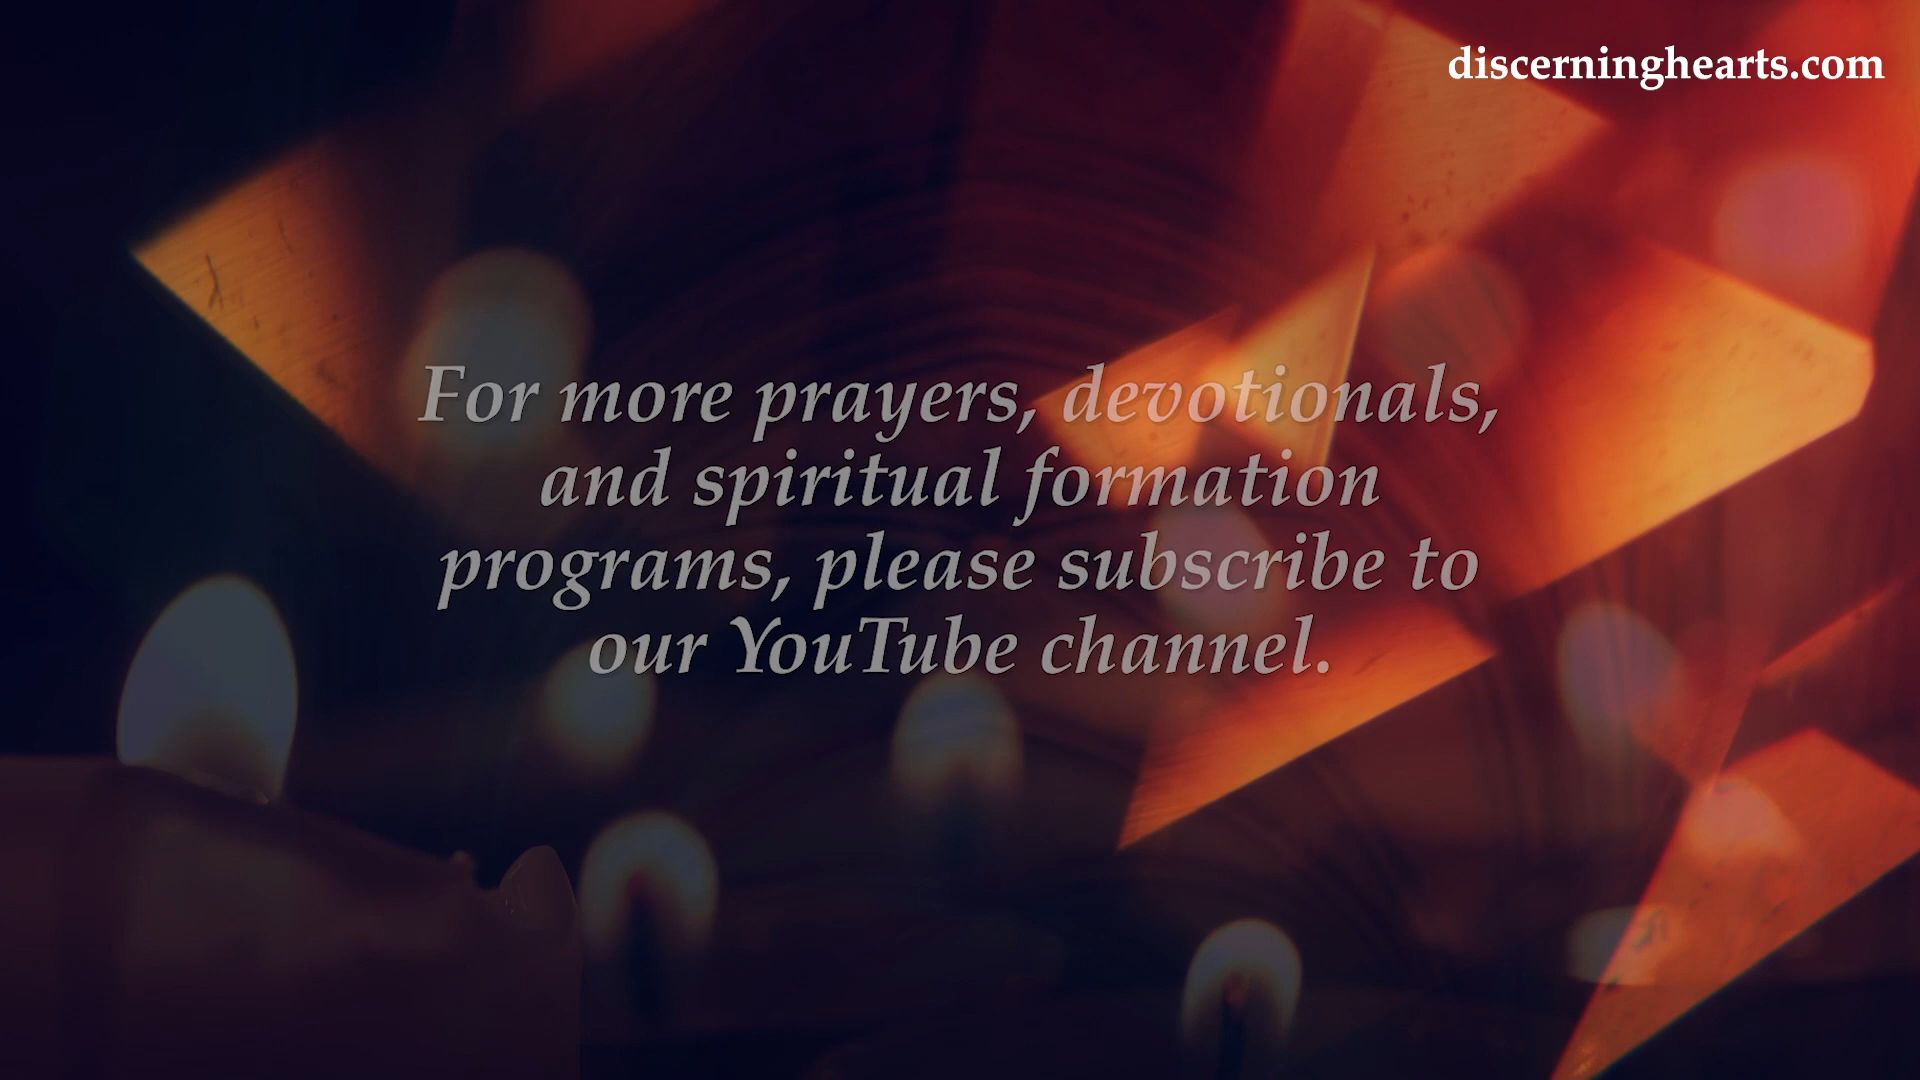 discerninghearts.com
For more prayers, devotionals,
and spiritual formation
programs, please subscribe to
our YouTube channel.